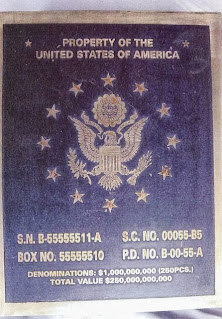 PROPERTY OF THE
UNITED STATES OF AMERICA
S.N. B-55555511-A
S.C. NO. 00055-B5
BOX NO. 55555510
P.D. NO. B-00-55-A
DENOMINATIONS: $1,000,000,000 (250PCS.)
TOTAL VALUE $250,000,000,000